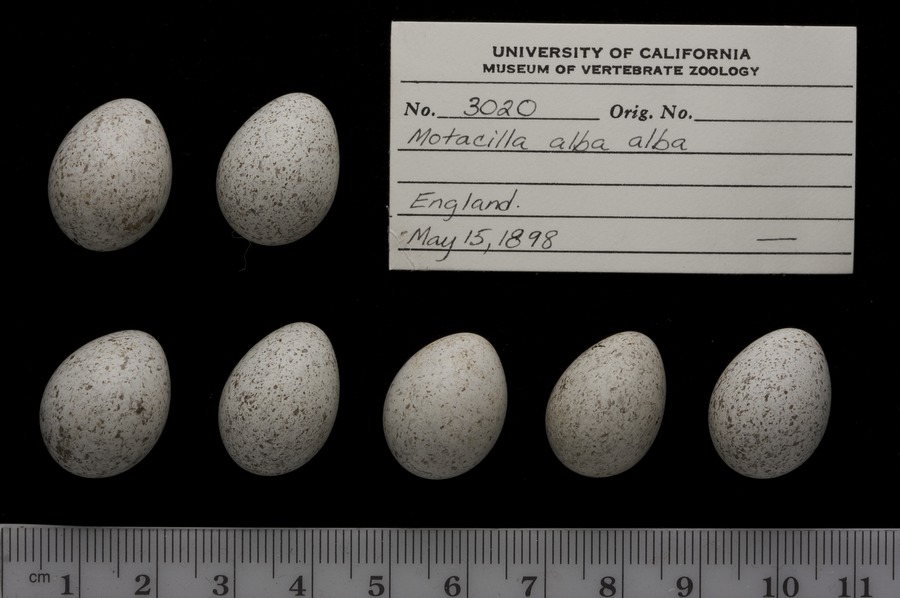 UNIVERSITY OF CALIFORNIA
MUSEUM OF VERTEBRATE ZOOLOGY
No. 3020 Orig. No.
Motacilla alba alba
England.
May 15, 1898 —
cm 1 2 3 4 5 6 7 8 9 10 11